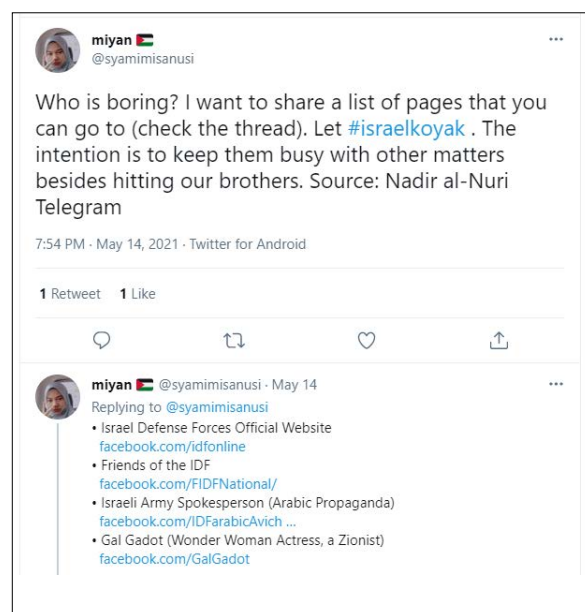 miyan 🇵🇸
@syamimisanusi
Who is boring? I want to share a list of pages that you
can go to (check the thread). Let #israelkoyak . The
intention is to keep them busy with other matters
besides hitting our brothers. Source: Nadir al-Nuri
Telegram
7:54 PM · May 14, 2021 · Twitter for Android
1 Retweet 1 Like
miyan 🇵🇸 @syamimisanusi · May 14
Replying to @syamimisanusi
• Israel Defense Forces Official Website
facebook.com/idfonline
• Friends of the IDF
facebook.com/FIDFNational/
• Israeli Army Spokesperson (Arabic Propaganda)
facebook.com/IDFarabicAvich ...
• Gal Gadot (Wonder Woman Actress, a Zionist)
facebook.com/GalGadot